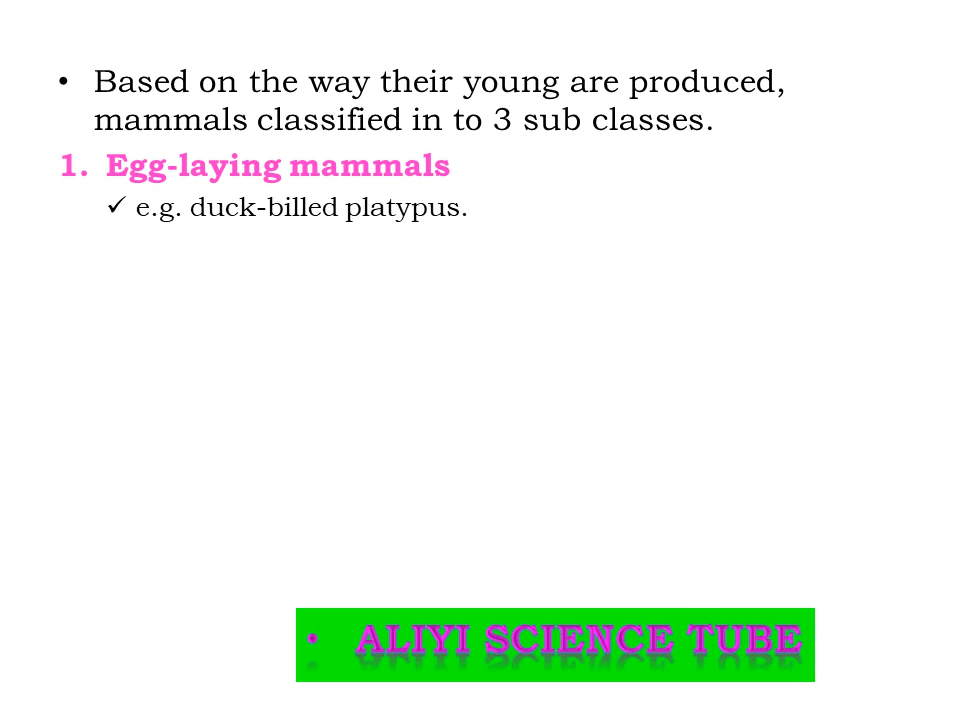 • Based on the way their young are produced,
mammals classified in to 3 sub classes.
1. Egg-laying mammals
✓ e.g. duck-billed platypus.
• ALIYI SCIENCE TUBE